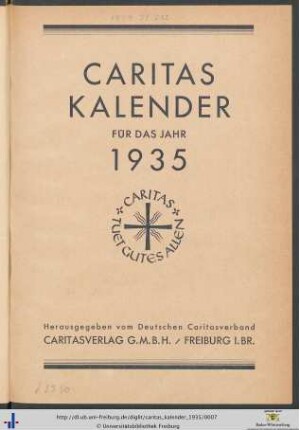 CARITAS
KALENDER
FÜR DAS JAHR
1935
CARITAS
TUET GUTES ALLEN
Herausgegeben vom Deutschen Caritasverband
CARITASVERLAG G.M.B.H. / FREIBURG I.BR.
http://dl.ub.uni-freiburg.de/diglit/caritas_kalender_1935/0007
© Universitätsbibliothek Freiburg